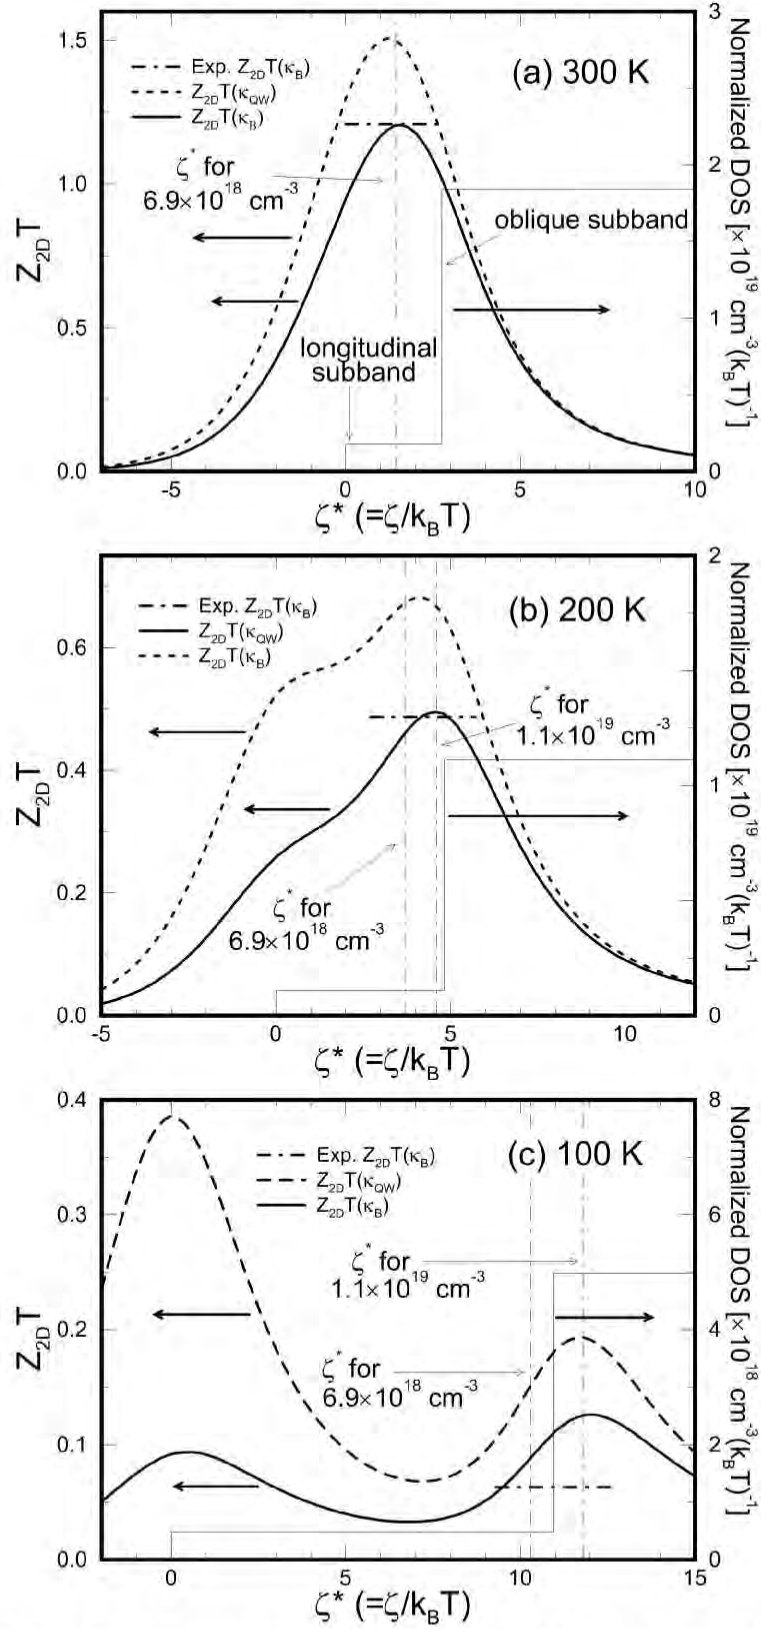 3
1.5
Exp. Z2DT(κB)
Z2DT(κQW)
Z2DT(κB)
(a) 300 K
ζ* for
6.9×10^18 cm^-3
2
1.0
oblique subband
Z2DT
Normalized DOS [×10^19 cm^-3(kBT)^-1]
0.5
1
longitudinal
subband
0.0
0
-5
0
5
10
ζ* (=ζ/kBT)
2
Exp. Z2DT(κB)
Z2DT(κQW)
Z2DT(κB)
(b) 200 K
0.6
ζ* for
1.1×10^19 cm^-3
0.4
1
Z2DT
Normalized DOS [×10^19 cm^-3(kBT)^-1]
0.2
ζ* for
6.9×10^18 cm^-3
0.0
0
-5
0
5
10
ζ* (=ζ/kBT)
0.4
8
Exp. Z2DT(κB)
Z2DT(κQW)
Z2DT(κB)
(c) 100 K
0.3
6
ζ* for
1.1×10^19 cm^-3
Z2DT
Normalized DOS [×10^18 cm^-3(kBT)^-1]
0.2
4
ζ* for
6.9×10^18 cm^-3
0.1
2
0.0
0
0
5
10
15
ζ* (=ζ/kBT)